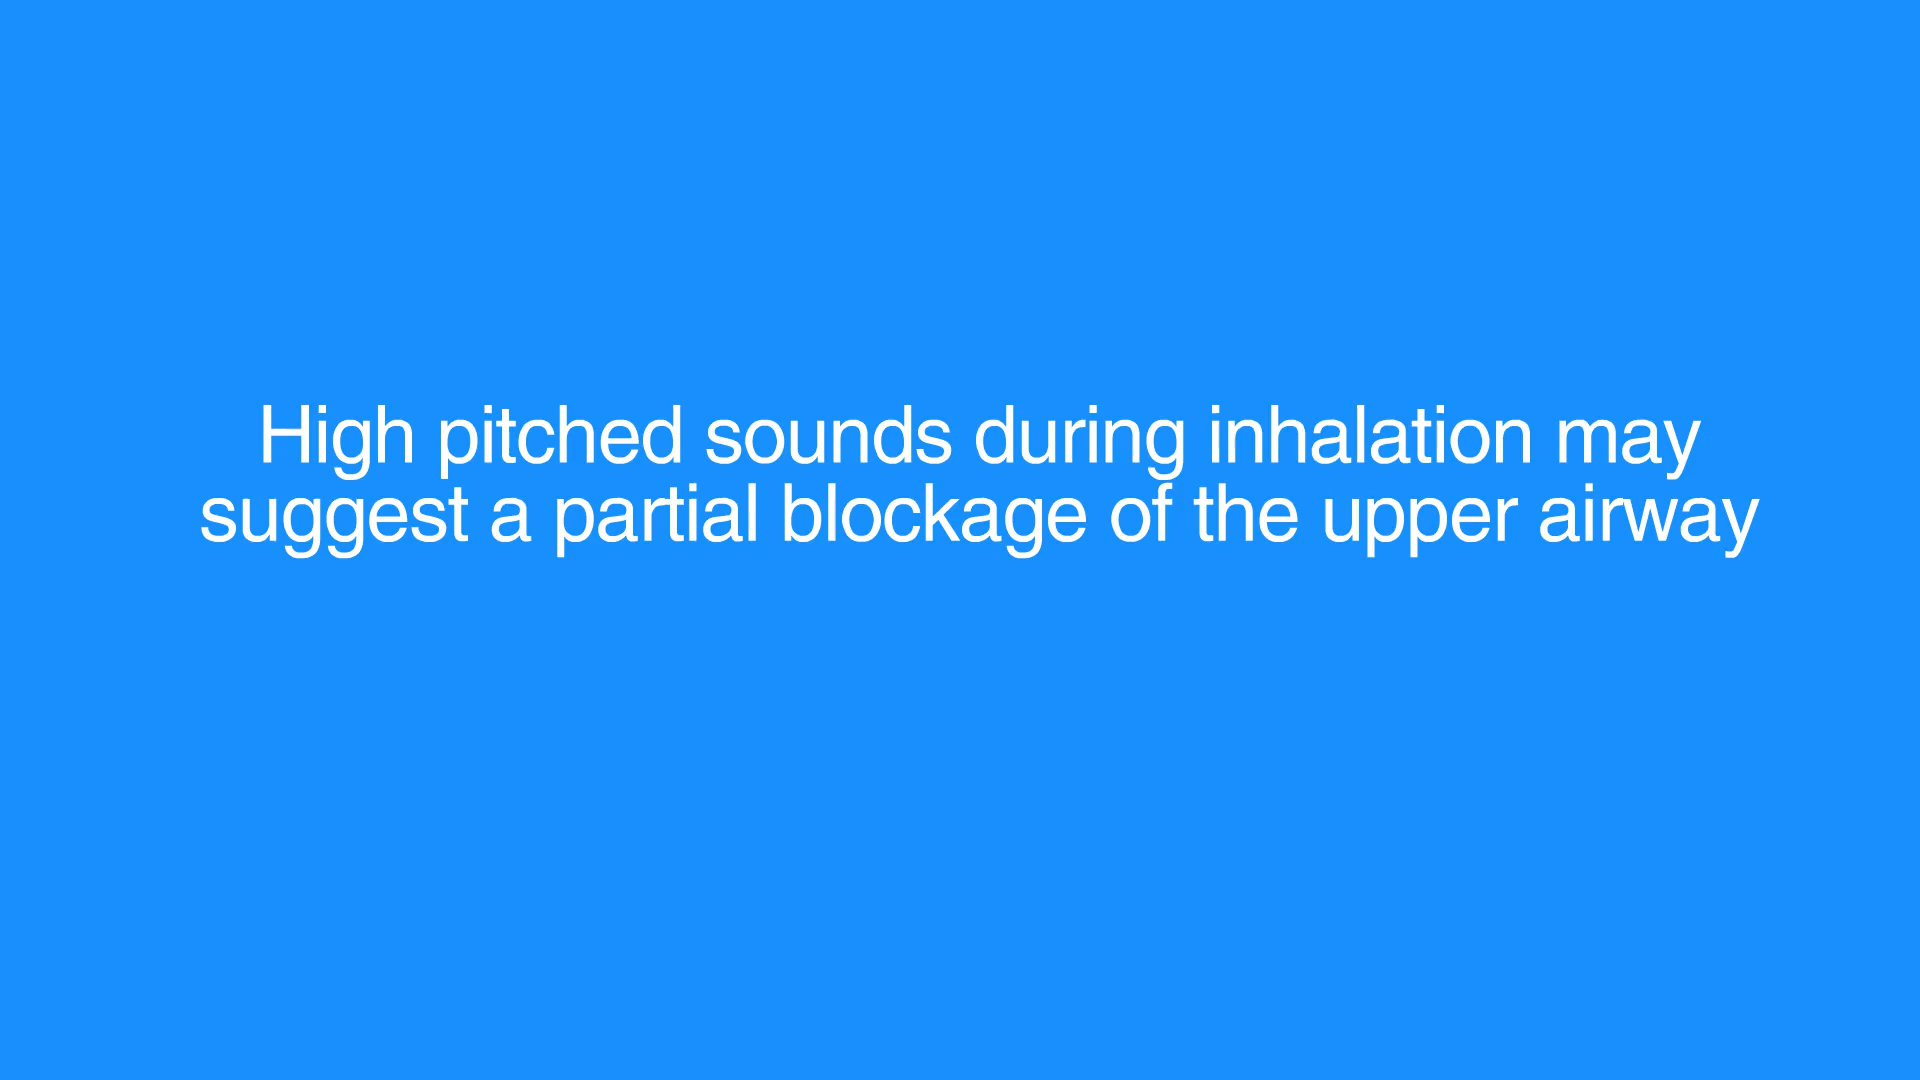 High pitched sounds during inhalation may
suggest a partial blockage of the upper airway